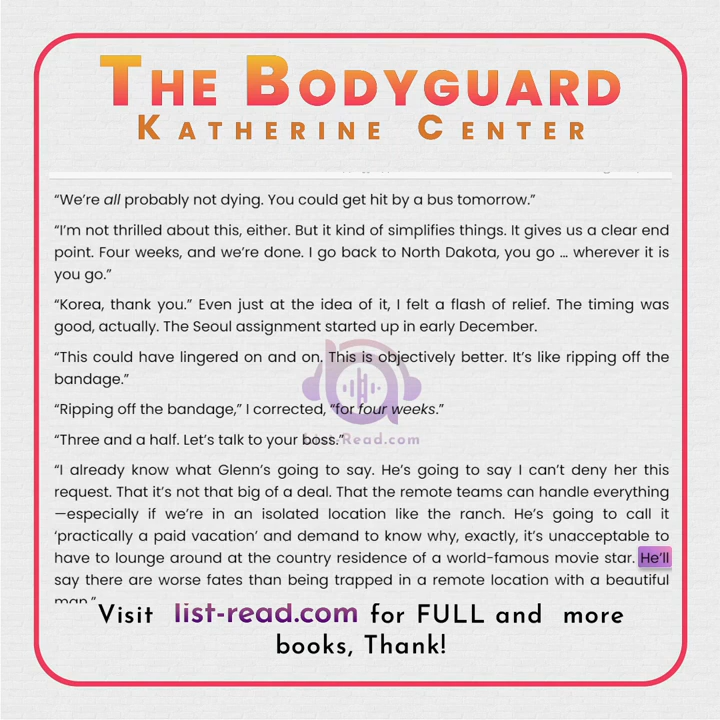 THE BODYGUARD
KATHERINE CENTER
“We’re all probably not dying. You could get hit by a bus tomorrow.”
“I’m not thrilled about this, either. But it kind of simplifies things. It gives us a clear end
point. Four weeks, and we’re done. I go back to North Dakota, you go ... wherever it is
you go.”
“Korea, thank you.” Even just at the idea of it, I felt a flash of relief. The timing was
good, actually. The Seoul assignment started up in early December.
“This could have lingered on and on. This is objectively better. It’s like ripping off the
bandage.”
“Ripping off the bandage,” I corrected, “for four weeks.”
“Three and a half. Let’s talk to your boss.”
“I already know what Glenn’s going to say. He’s going to say I can’t deny her this
request. That it’s not that big of a deal. That the remote teams can handle everything
—especially if we’re in an isolated location like the ranch. He’s going to call it
‘practically a paid vacation’ and demand to know why, exactly, it’s unacceptable to
have to lounge around at the country residence of a world-famous movie star. He’ll
say there are worse fates than being trapped in a remote location with a beautiful
man.”
Visit list-read.com for FULL and more
books, Thank!